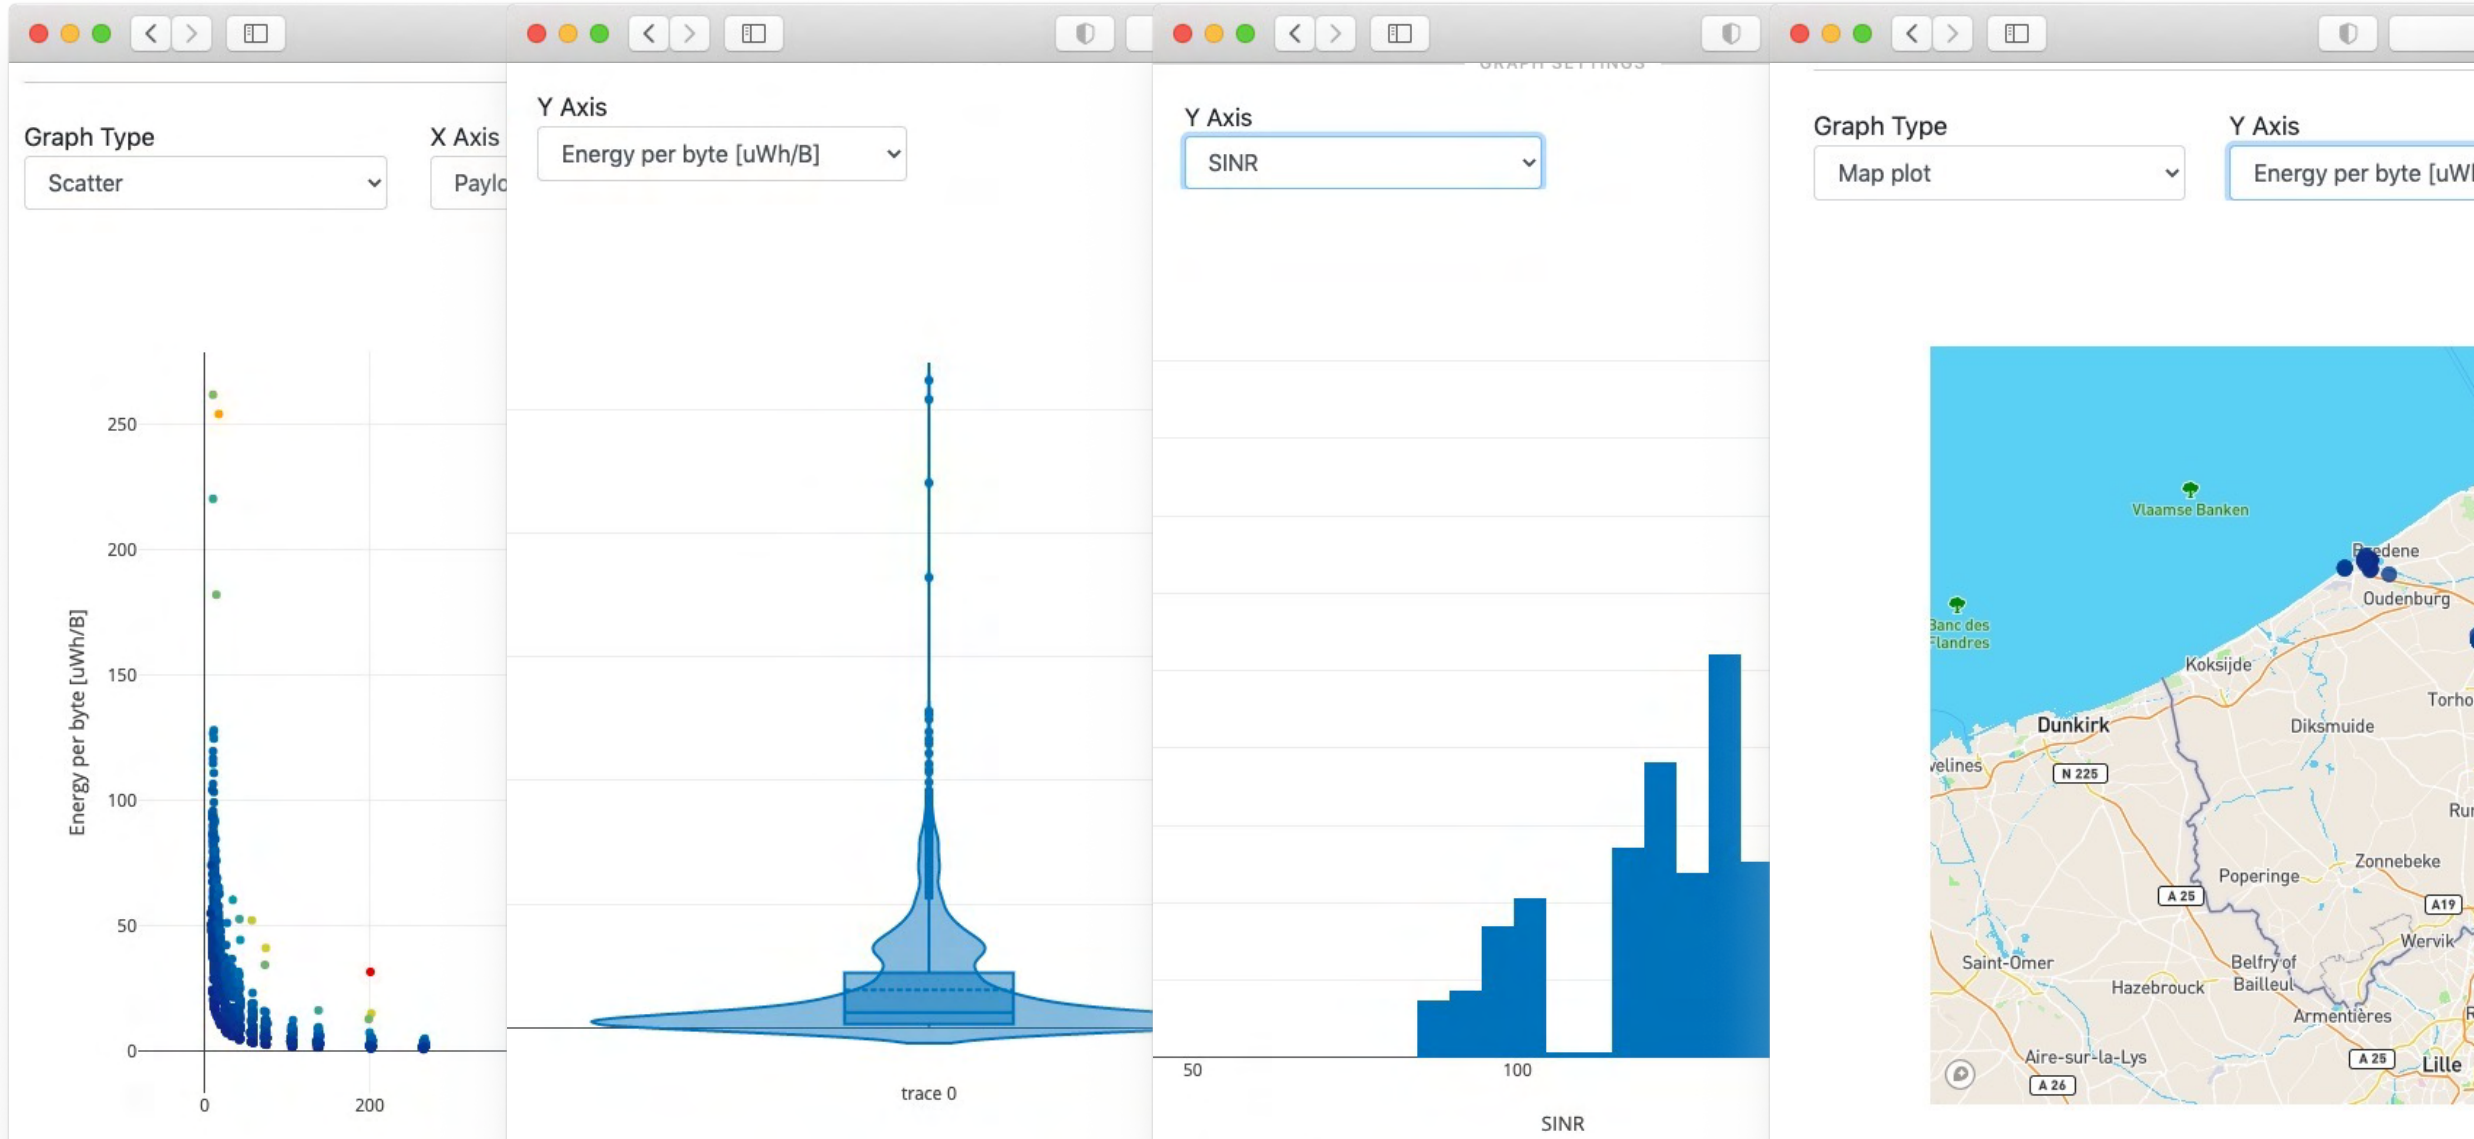 Graph Type
Scatter
X Axis
Paylo
250
200
150
100
50
0
Energy per byte [uWh/B]
0
200
Y Axis
Energy per byte [uWh/B]
trace 0
GRAPH SETTINGS
Y Axis
SINR
50
100
SINR
Graph Type
Map plot
Y Axis
Energy per byte [uWh
Vlaamse Banken
Bredene
Oudenburg
Banc des
Flandres
Koksijde
Torho
Dunkirk
Diksmuide
velines
N 225
Rum
Zonnebeke
Poperinge
A 25
A19
Wervik
Saint-Omer
Belfry of
Bailleul
Hazebrouck
Armentières
R
Aire-sur-la-Lys
A 25
Lille
A 26